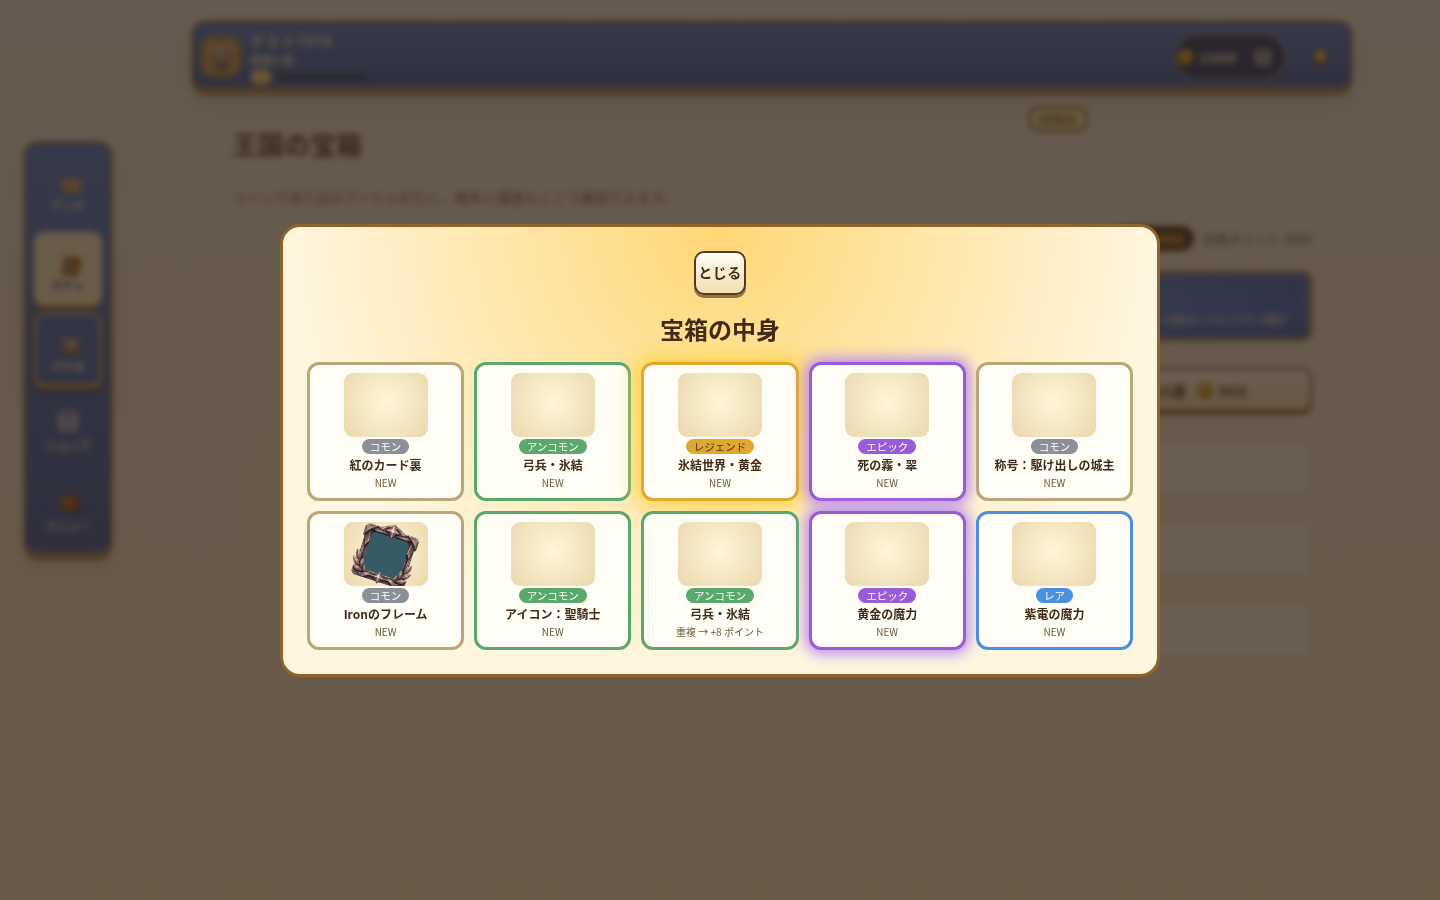 王国の宝箱
とじる
宝箱の中身
コモン
紅のカード裏
NEW
アンコモン
弓兵・氷結
NEW
レジェンド
氷結世界・黄金
NEW
エピック
死の霧・翠
NEW
コモン
称号：駆け出しの城主
NEW
コモン
Ironのフレーム
NEW
アンコモン
アイコン：聖騎士
NEW
アンコモン
弓兵・氷結
重複 → +8 ポイント
エピック
黄金の魔力
NEW
レア
紫電の魔力
NEW